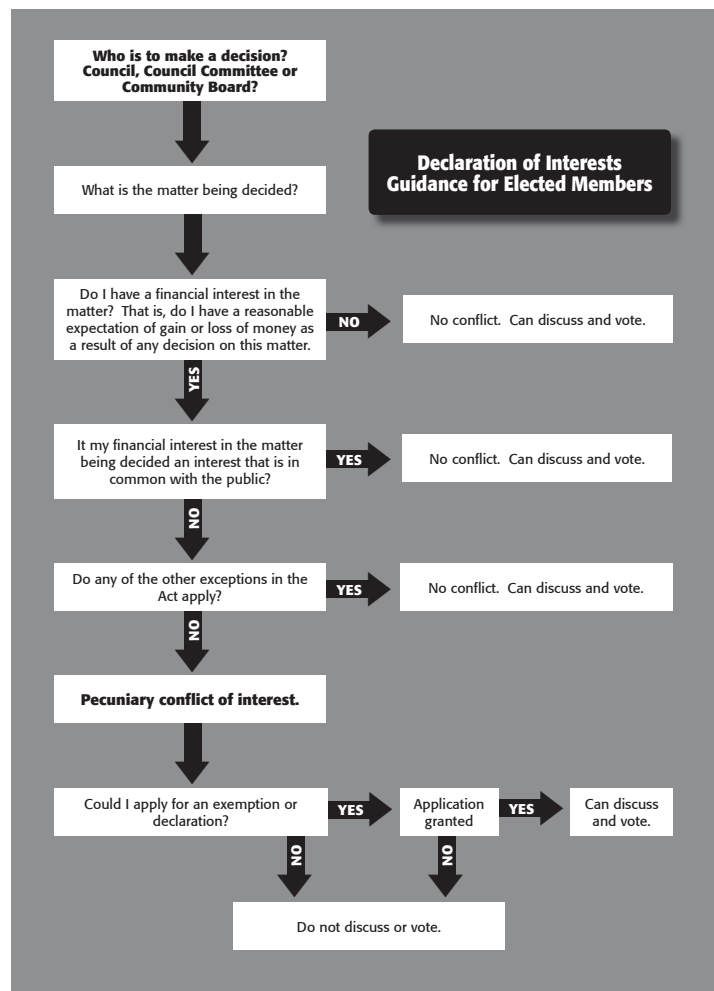 Who is to make a decision?
Council, Council Committee or
Community Board?
Declaration of Interests
Guidance for Elected Members
What is the matter being decided?
Do I have a financial interest in the
matter?  That is, do I have a reasonable
expectation of gain or loss of money as
a result of any decision on this matter.
NO
No conflict.  Can discuss and vote.
YES
It my financial interest in the matter
being decided an interest that is in
common with the public?
YES
No conflict.  Can discuss and vote.
NO
Do any of the other exceptions in the
Act apply?
YES
No conflict.  Can discuss and vote.
NO
Pecuniary conflict of interest.
Could I apply for an exemption or
declaration?
YES
Application
granted
YES
Can discuss
and vote.
NO
NO
Do not discuss or vote.